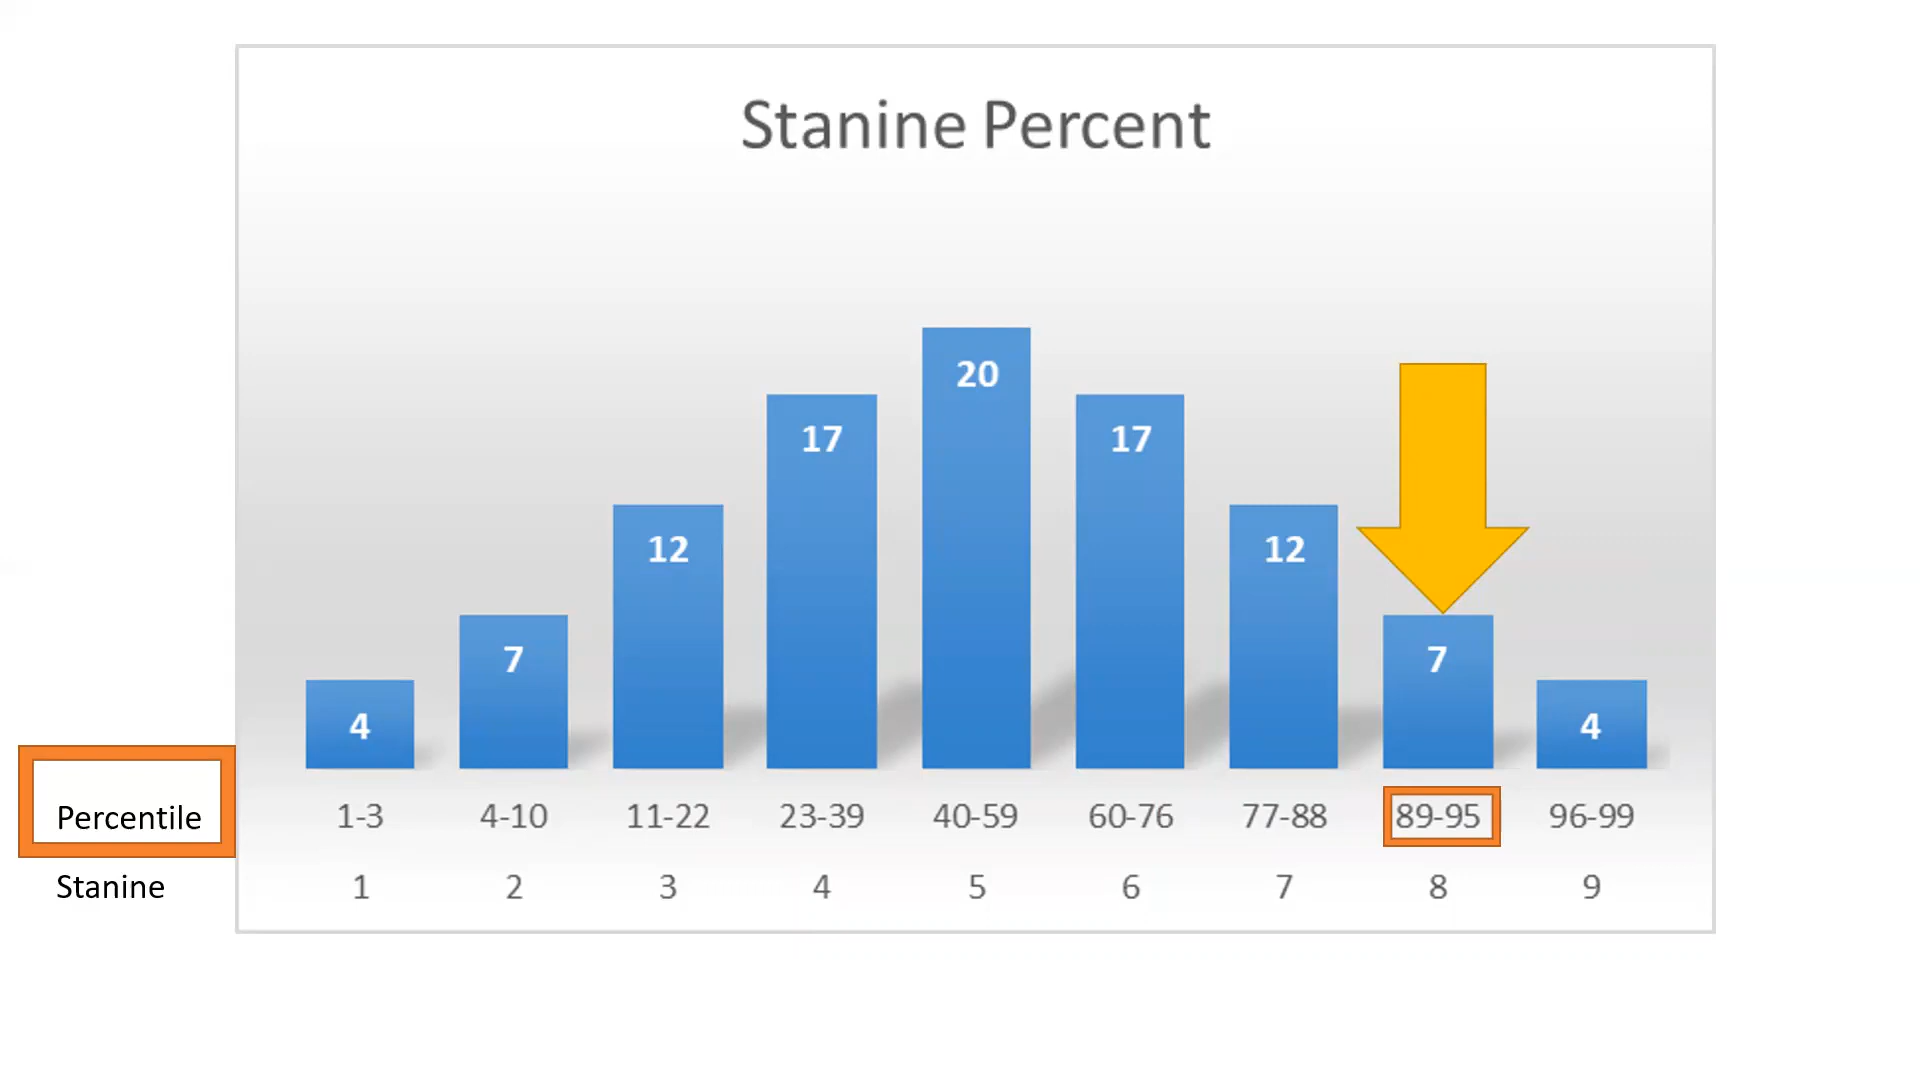 Stanine Percent
20
17 17
12 12
7 7
4 4
Percentile 1-3 4-10 11-22 23-39 40-59 60-76 77-88 89-95 96-99
Stanine 1 2 3 4 5 6 7 8 9